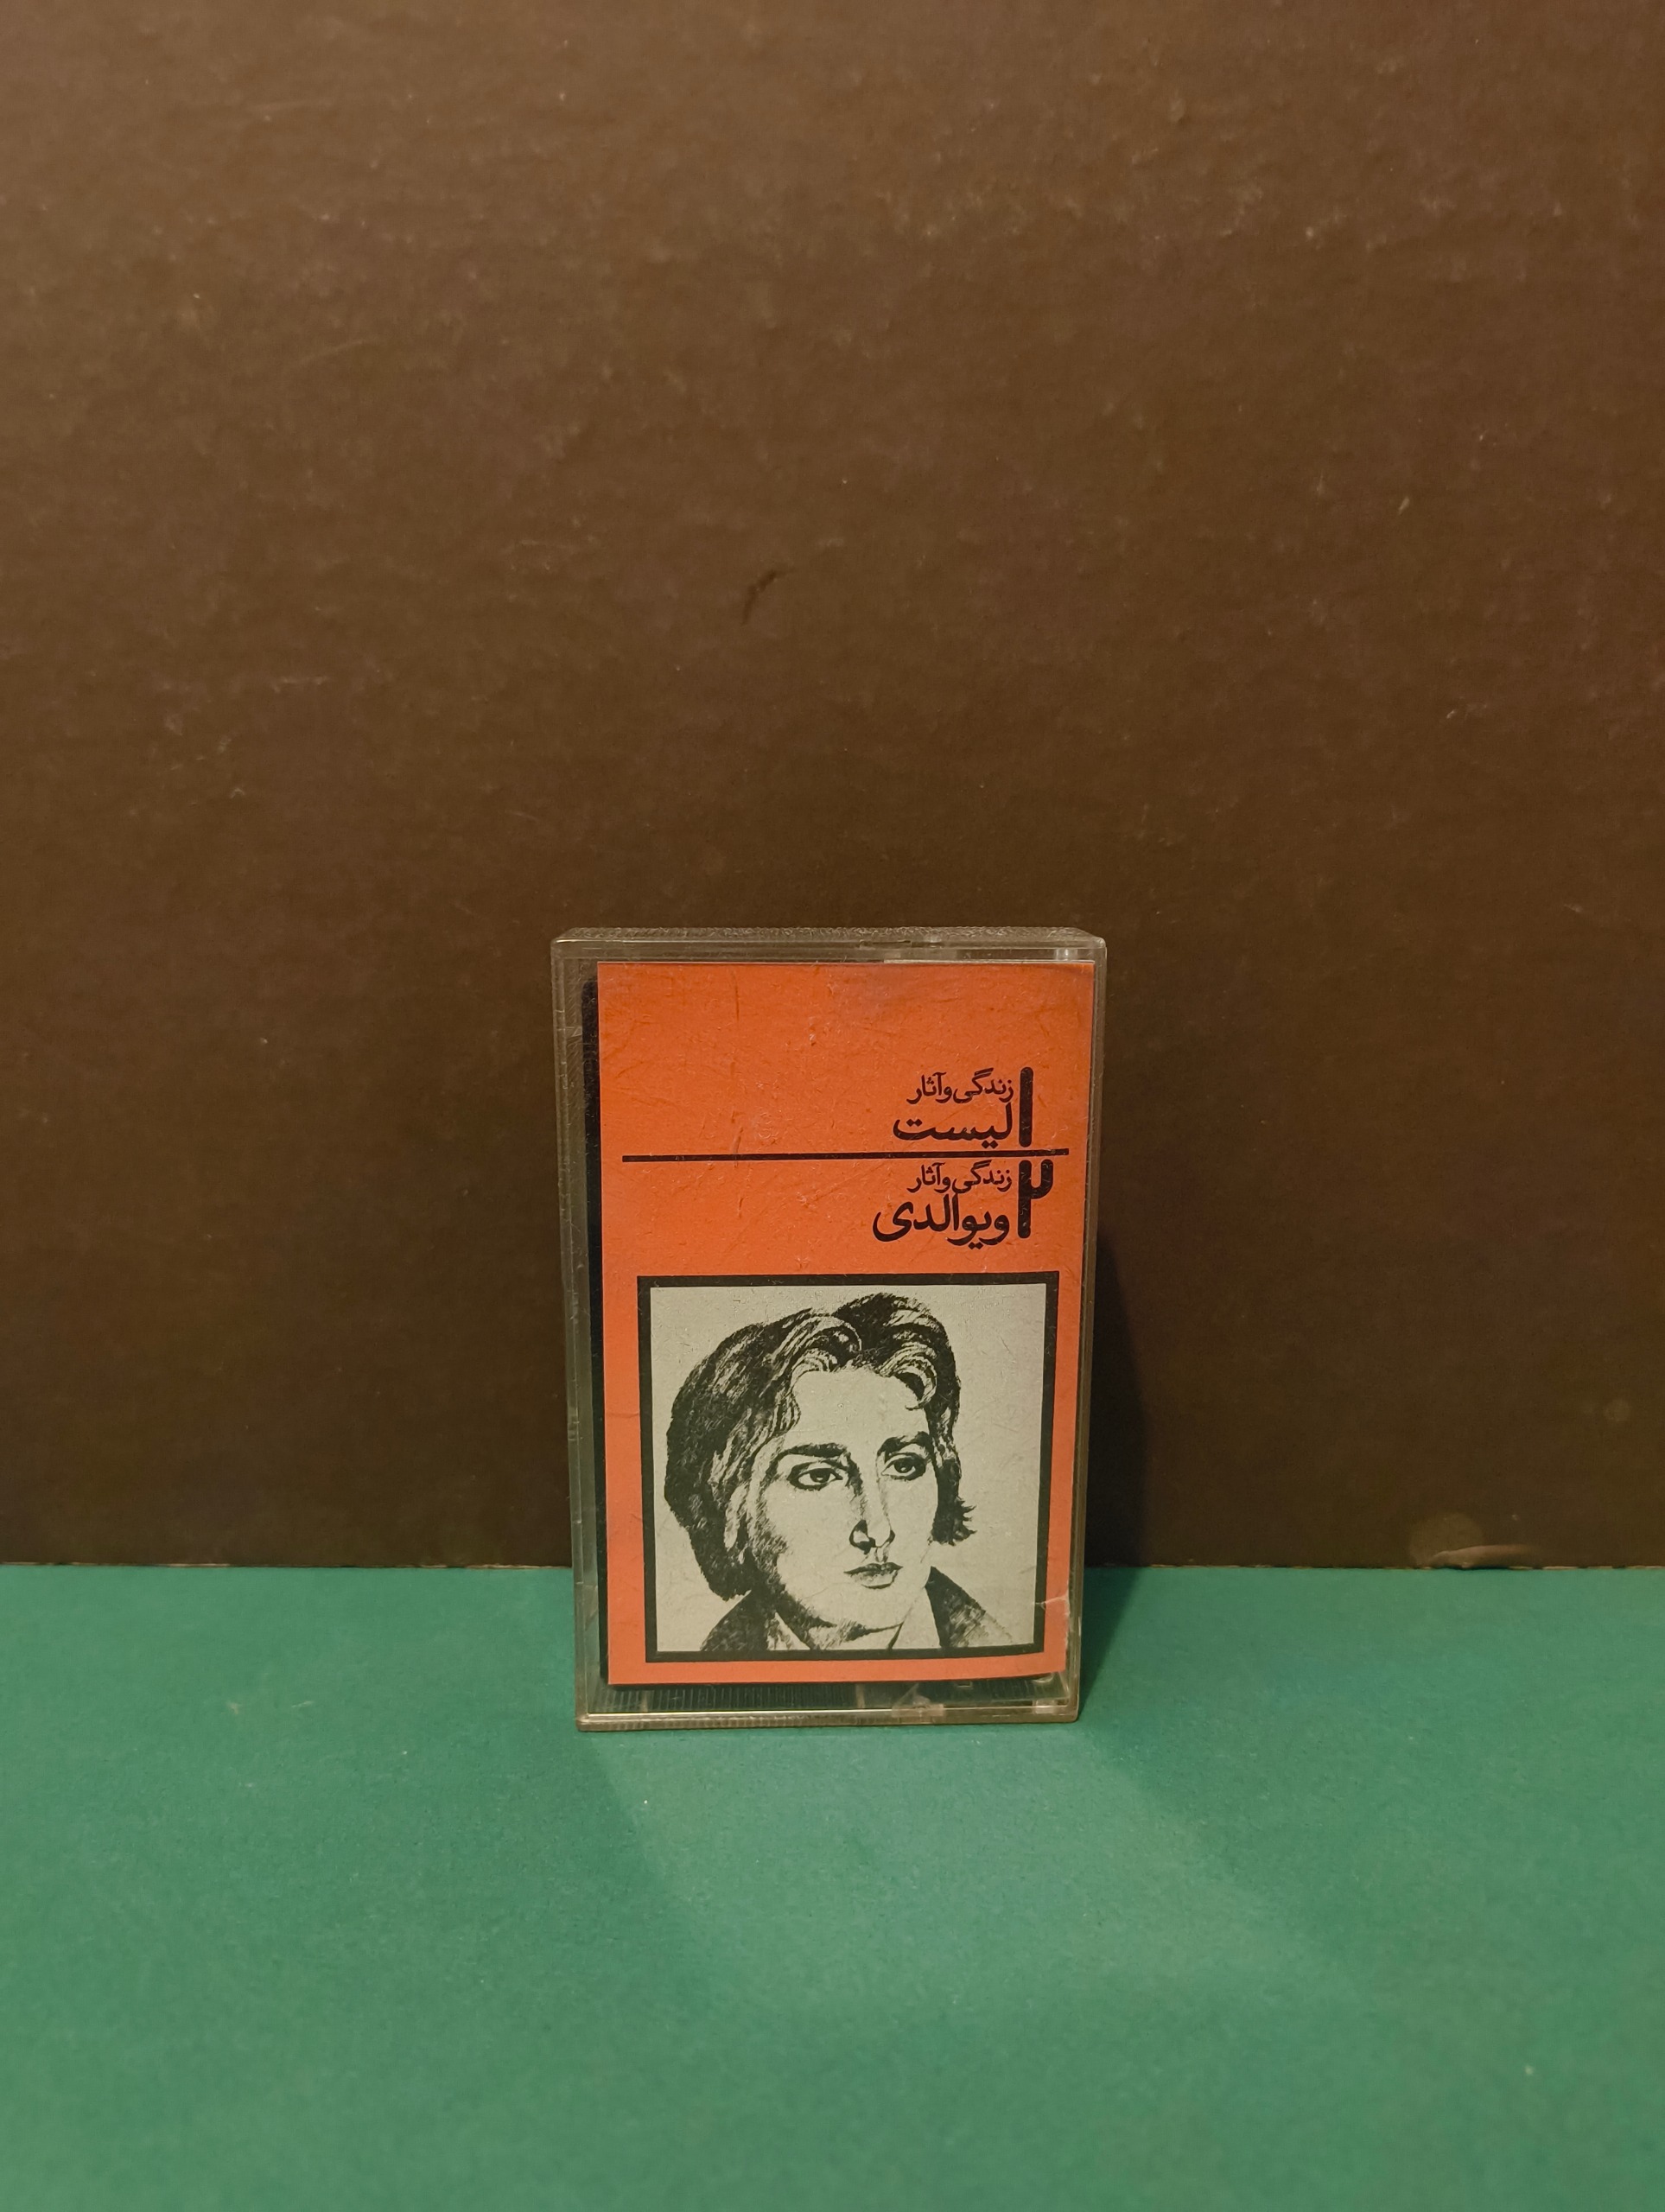 ۱
زندگی و آثار
لیست
۲
زندگی و آثار
ویوالدی